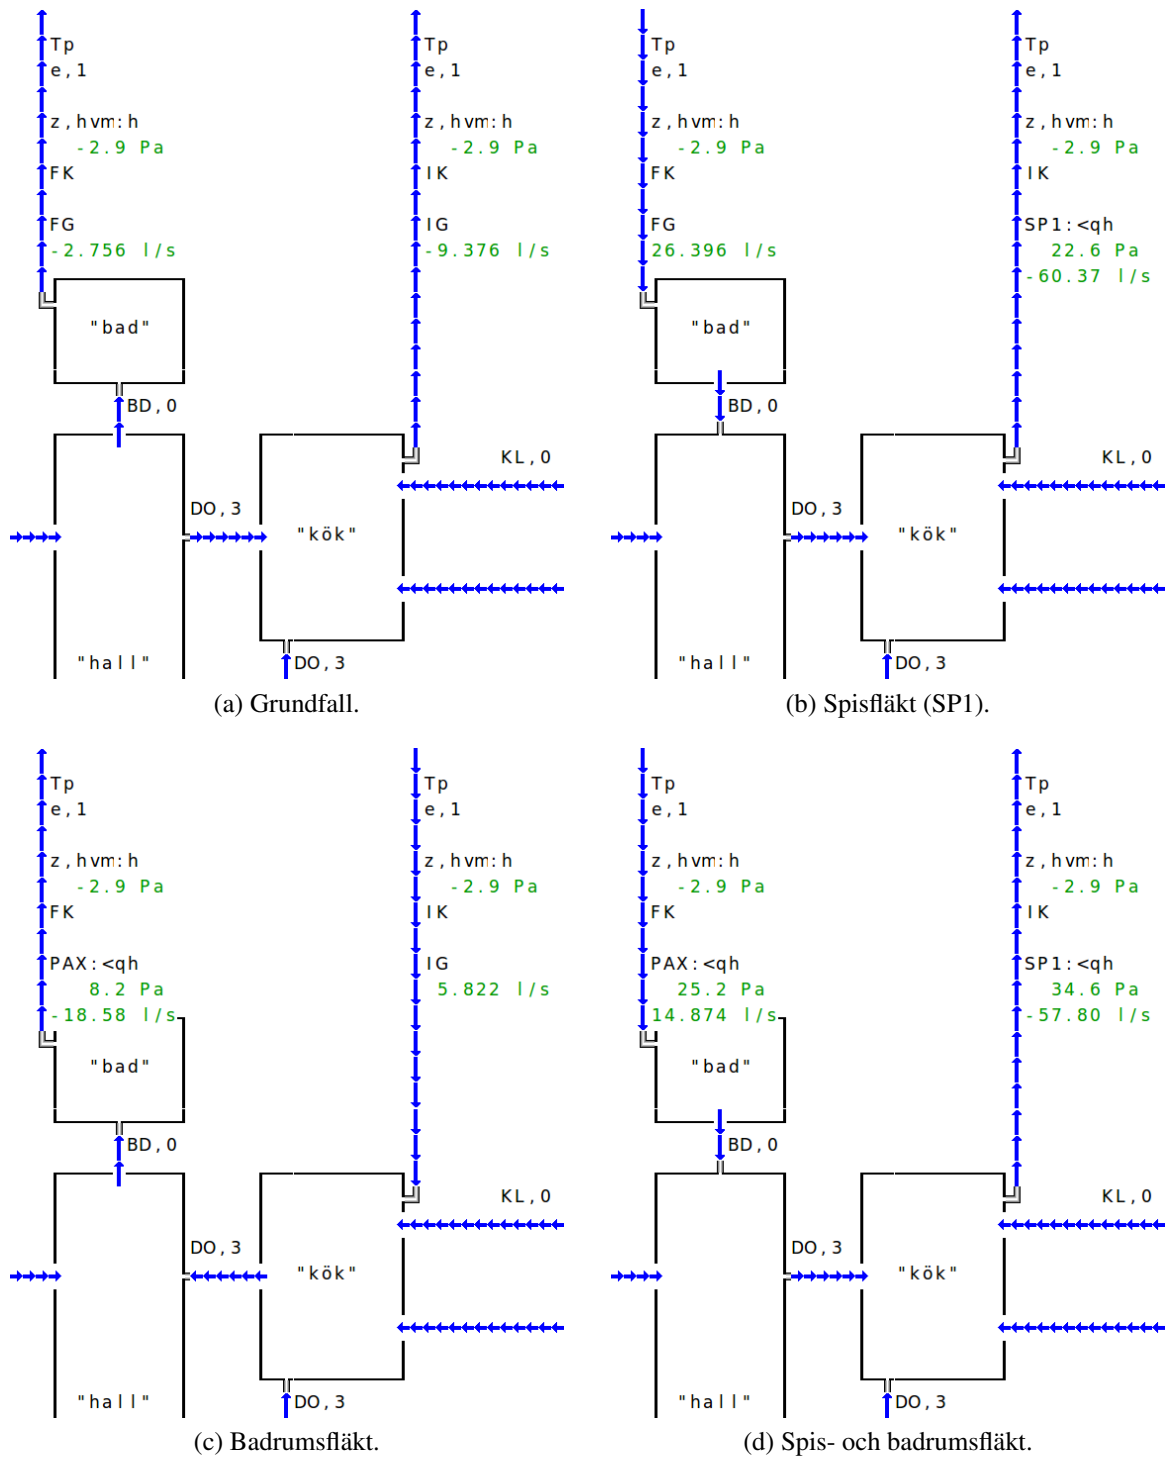 Tp
e,1
z,hvm:h
-2.9 Pa
FK
FG
-2.756 l/s
"bad"
BD,0
Tp
e,1
z,hvm:h
-2.9 Pa
IK
IG
-9.376 l/s
KL,0
DO,3
"kök"
"hall"
DO,3
(a) Grundfall.
Tp
e,1
z,hvm:h
-2.9 Pa
FK
FG
26.396 l/s
"bad"
BD,0
Tp
e,1
z,hvm:h
-2.9 Pa
IK
SP1:<qh
22.6 Pa
-60.37 l/s
KL,0
DO,3
"kök"
"hall"
DO,3
(b) Spisfläkt (SP1).
Tp
e,1
z,hvm:h
-2.9 Pa
FK
PAX:<qh
8.2 Pa
-18.58 l/s
"bad"
BD,0
Tp
e,1
z,hvm:h
-2.9 Pa
IK
IG
5.822 l/s
KL,0
DO,3
"kök"
"hall"
DO,3
(c) Badrumsfläkt.
Tp
e,1
z,hvm:h
-2.9 Pa
FK
PAX:<qh
25.2 Pa
14.874 l/s
"bad"
BD,0
Tp
e,1
z,hvm:h
-2.9 Pa
IK
SP1:<qh
34.6 Pa
-57.80 l/s
KL,0
DO,3
"kök"
"hall"
DO,3
(d) Spis- och badrumsfläkt.